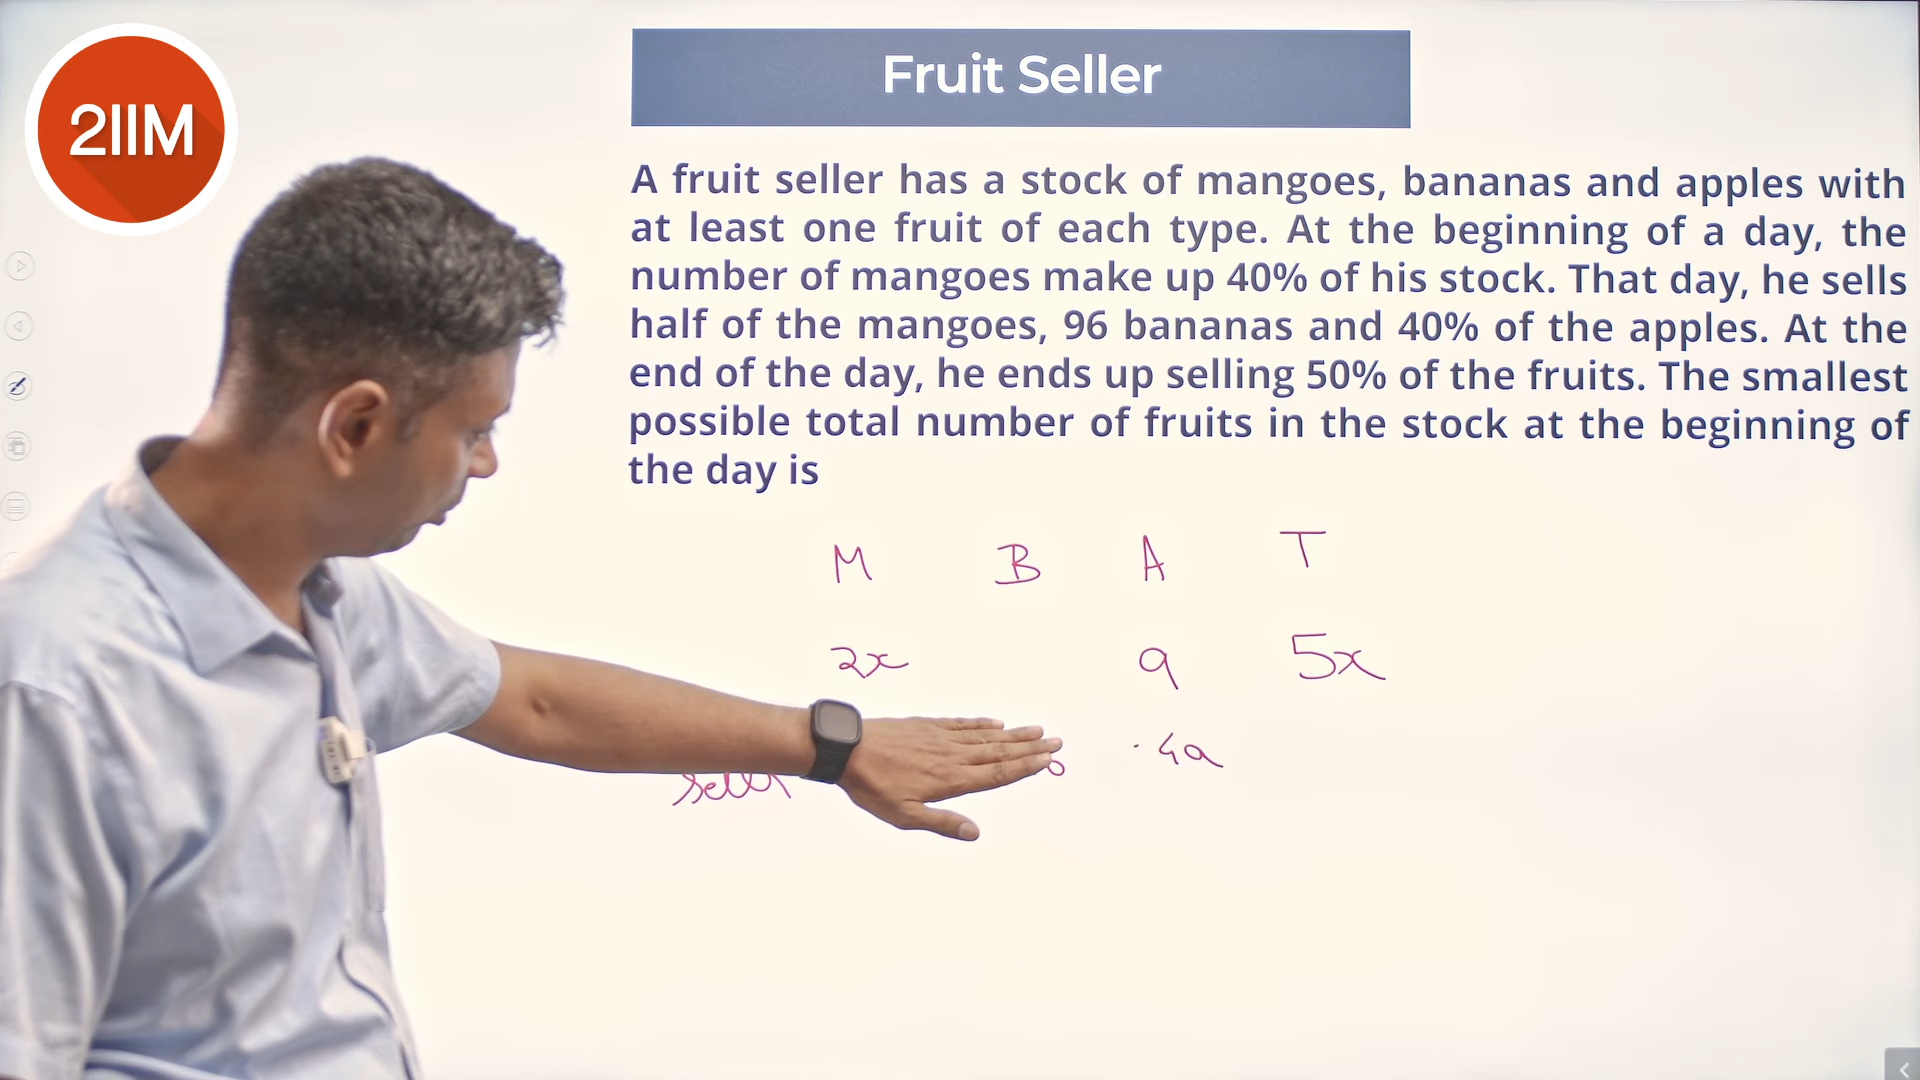 2IIM
Fruit Seller
A fruit seller has a stock of mangoes, bananas and apples with
at least one fruit of each type. At the beginning of a day, the
number of mangoes make up 40% of his stock. That day, he sells
half of the mangoes, 96 bananas and 40% of the apples. At the
end of the day, he ends up selling 50% of the fruits. The smallest
possible total number of fruits in the stock at the beginning of
the day is
M B A T
2x a 5x
.4a